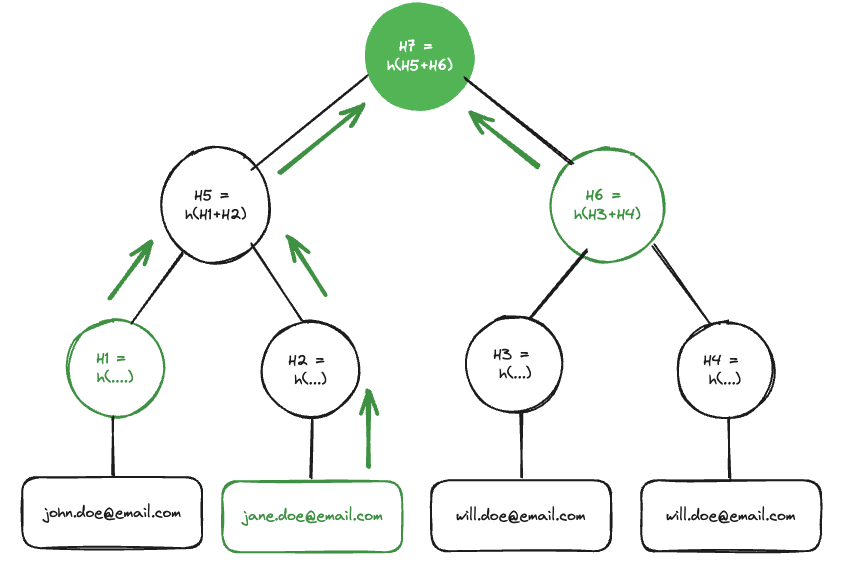 H7 =
h(H5+H6)
H5 =
h(H1+H2)
H6 =
h(H3+H4)
H1 =
h(....)
H2 =
h(...)
H3 =
h(...)
H4 =
h(...)
john.doe@email.com
jane.doe@email.com
will.doe@email.com
will.doe@email.com